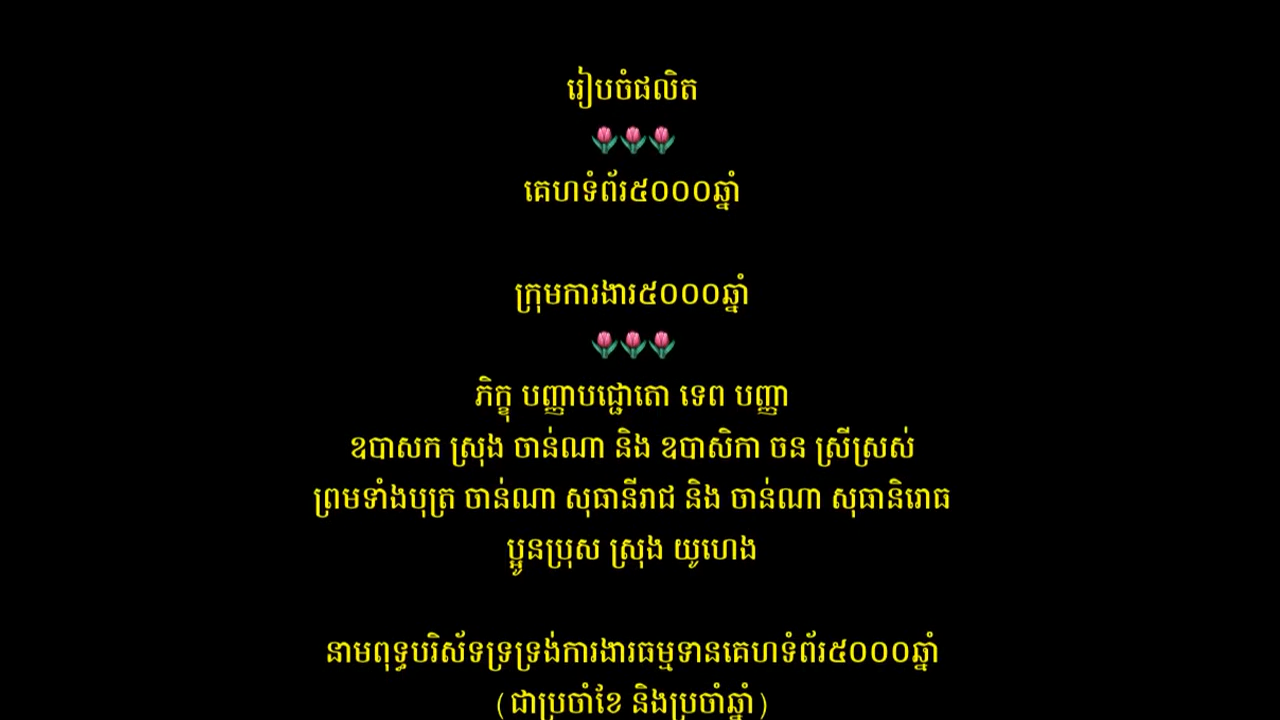 រៀបចំផលិត
🌷🌷🌷
គេហទំព័រ៥០០០ឆ្នាំ
ក្រុមការងារ៥០០០ឆ្នាំ
🌷🌷🌷
ភិក្ខុ បញ្ញាបជ្ជោតោ ទេព បញ្ញា
ឧបាសក ស្រុង ចាន់ណា និង ឧបាសិកា ចន ស្រីស្រស់
ព្រមទាំងបុត្រ ចាន់ណា សុធានីរាជ និង ចាន់ណា សុធានិរោធ
ប្អូនប្រុស ស្រុង យូហេង
នាមពុទ្ធបរិស័ទទ្រទ្រង់ការងារធម្មទានគេហទំព័រ៥០០០ឆ្នាំ
(ជាប្រចាំខែ និងប្រចាំឆ្នាំ)